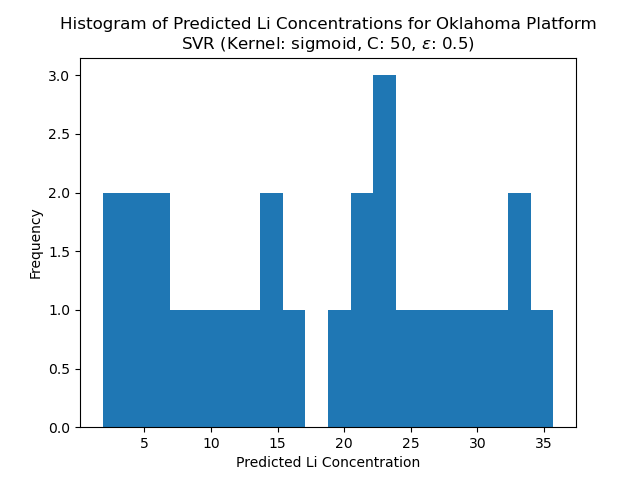 Histogram of Predicted Li Concentrations for Oklahoma Platform
SVR (Kernel: sigmoid, C: 50, ε: 0.5)
3.0
2.5
2.0
1.5
1.0
0.5
0.0
Frequency
5 10 15 20 25 30 35
Predicted Li Concentration